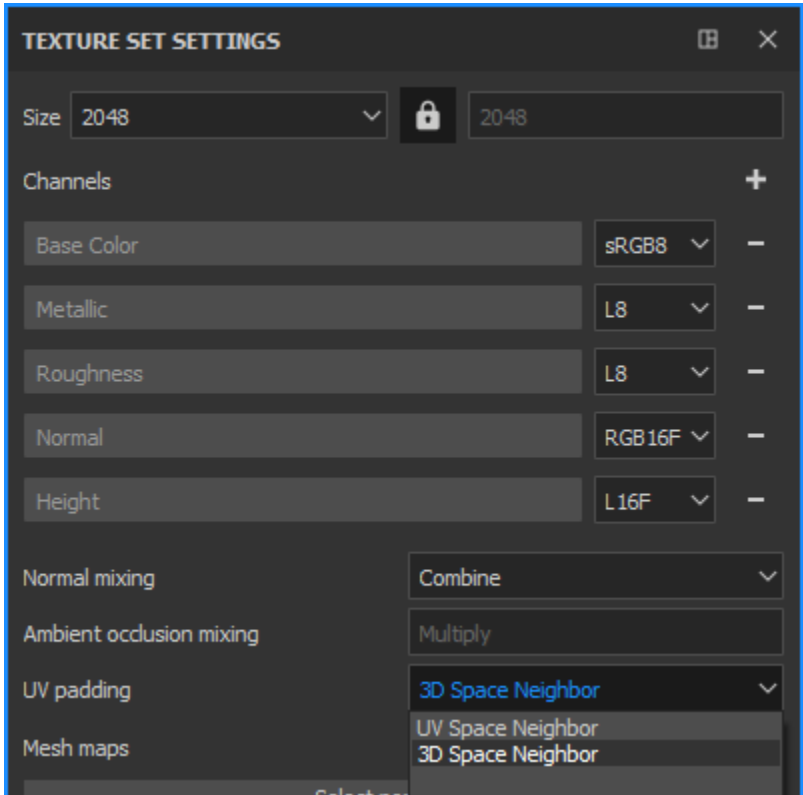 TEXTURE SET SETTINGS
Size 2048 2048
Channels
Base Color sRGB8
Metallic L8
Roughness L8
Normal RGB16F
Height L16F
Normal mixing Combine
Ambient occlusion mixing Multiply
UV padding 3D Space Neighbor
UV Space Neighbor
Mesh maps 3D Space Neighbor